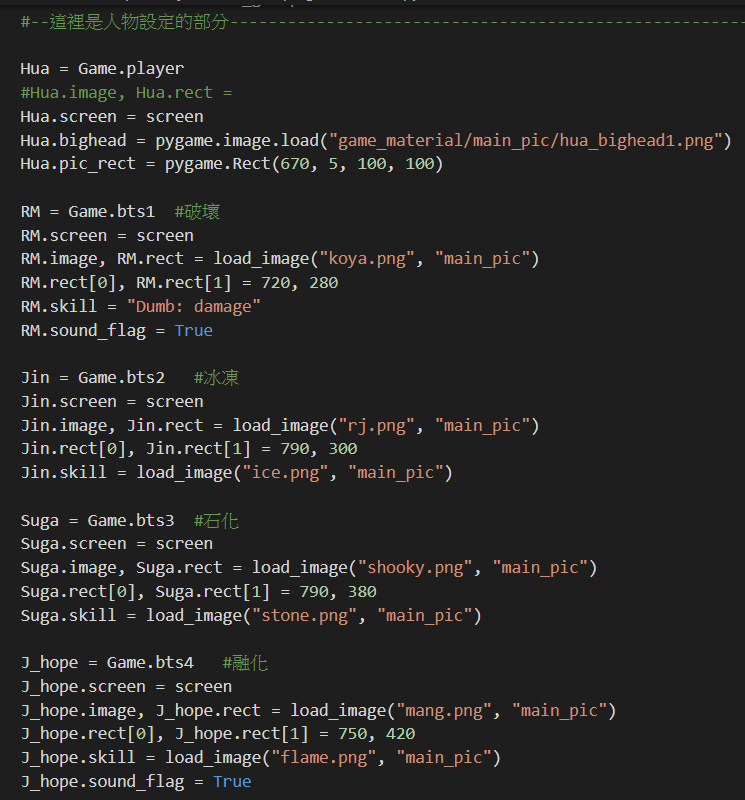 #--這裡是人物設定的部分------------------------------------------------------
Hua = Game.player
#Hua.image, Hua.rect =
Hua.screen = screen
Hua.bighead = pygame.image.load("game_material/main_pic/hua_bighead1.png")
Hua.pic_rect = pygame.Rect(670, 5, 100, 100)
RM = Game.bts1  #破壞
RM.screen = screen
RM.image, RM.rect = load_image("koya.png", "main_pic")
RM.rect[0], RM.rect[1] = 720, 280
RM.skill = "Dumb: damage"
RM.sound_flag = True
Jin = Game.bts2   #冰凍
Jin.screen = screen
Jin.image, Jin.rect = load_image("rj.png", "main_pic")
Jin.rect[0], Jin.rect[1] = 790, 300
Jin.skill = load_image("ice.png", "main_pic")
Suga = Game.bts3  #石化
Suga.screen = screen
Suga.image, Suga.rect = load_image("shooky.png", "main_pic")
Suga.rect[0], Suga.rect[1] = 790, 380
Suga.skill = load_image("stone.png", "main_pic")
J_hope = Game.bts4   #融化
J_hope.screen = screen
J_hope.image, J_hope.rect = load_image("mang.png", "main_pic")
J_hope.rect[0], J_hope.rect[1] = 750, 420
J_hope.skill = load_image("flame.png", "main_pic")
J_hope.sound_flag = True